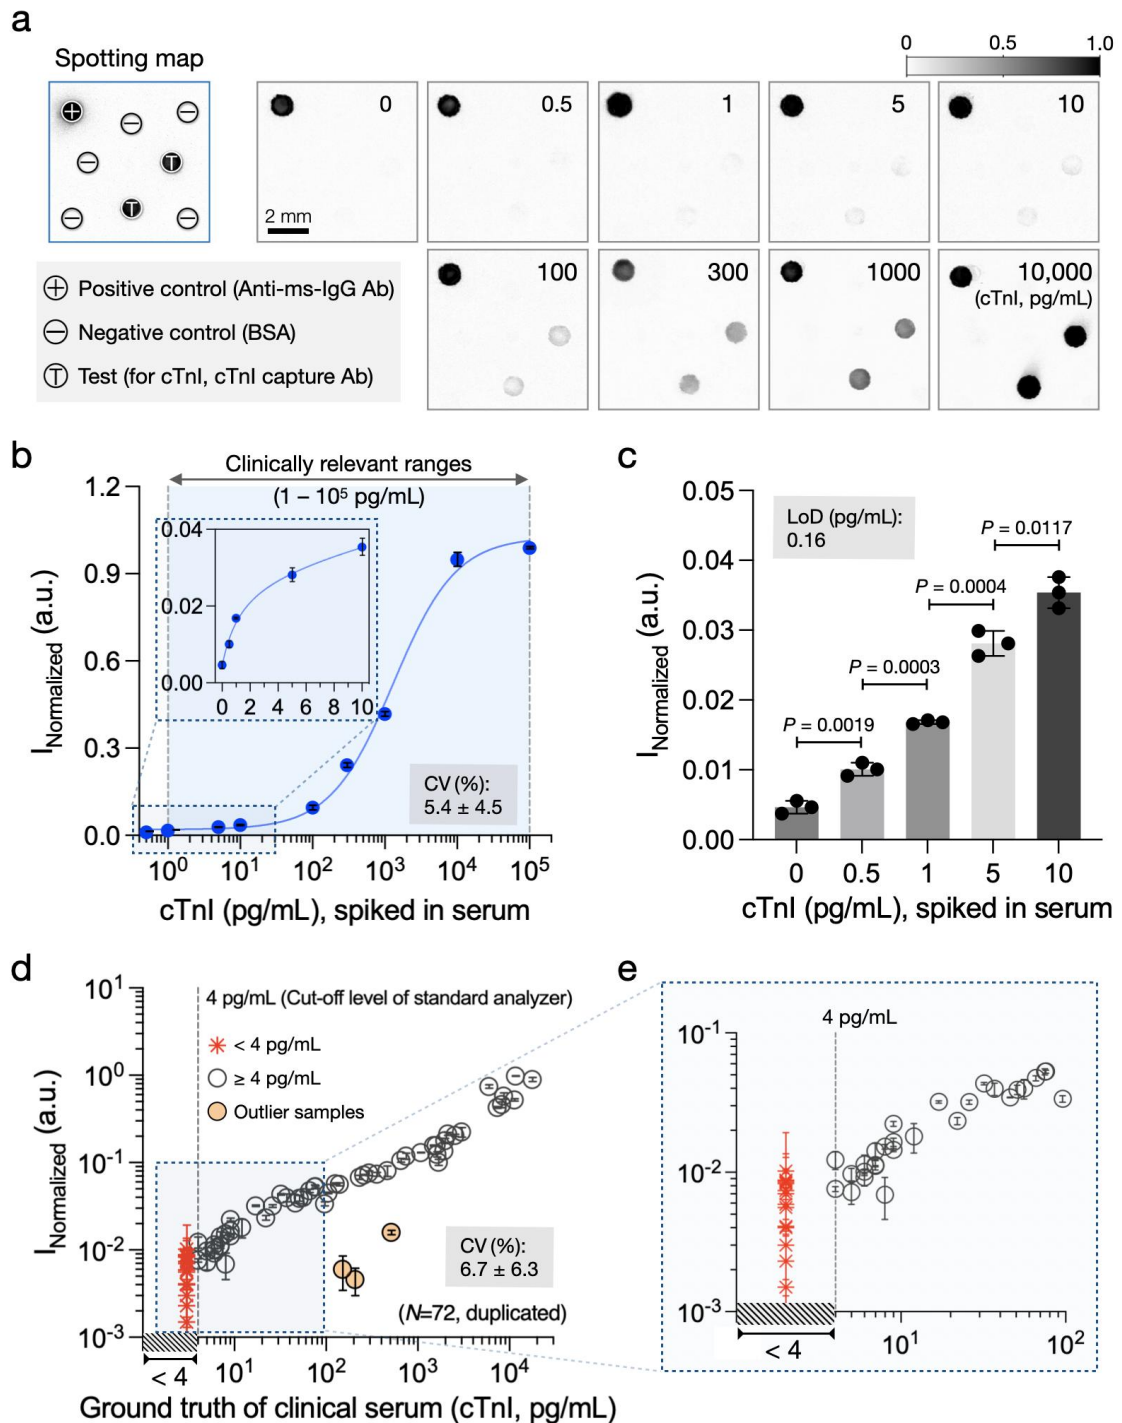 a
Spotting map
+
−
−
−
T
−
T
−
0
0.5
1.0
0
2 mm
0.5
1
5
10
100
300
1000
10,000
(cTnI, pg/mL)
⊕ Positive control (Anti-ms-IgG Ab)
⊖ Negative control (BSA)
Ⓣ Test (for cTnI, cTnI capture Ab)
b
Clinically relevant ranges
(1 – 10⁵ pg/mL)
I Normalized (a.u.)
1.2
0.9
0.6
0.3
0.0
0.04
0.02
0.00
0 2 4 6 8 10
CV (%):
5.4 ± 4.5
10⁰ 10¹ 10² 10³ 10⁴ 10⁵
cTnI (pg/mL), spiked in serum
c
I Normalized (a.u.)
0.05
0.04
0.03
0.02
0.01
0.00
LoD (pg/mL):
0.16
P = 0.0117
P = 0.0004
P = 0.0003
P = 0.0019
0 0.5 1 5 10
cTnI (pg/mL), spiked in serum
d
I Normalized (a.u.)
10¹
10⁰
10⁻¹
10⁻²
10⁻³
4 pg/mL (Cut-off level of standard analyzer)
< 4 pg/mL
≥ 4 pg/mL
Outlier samples
CV (%):
6.7 ± 6.3
(N=72, duplicated)
< 4
10¹ 10² 10³ 10⁴
Ground truth of clinical serum (cTnI, pg/mL)
e
4 pg/mL
10⁻¹
10⁻²
10⁻³
< 4
10¹ 10²